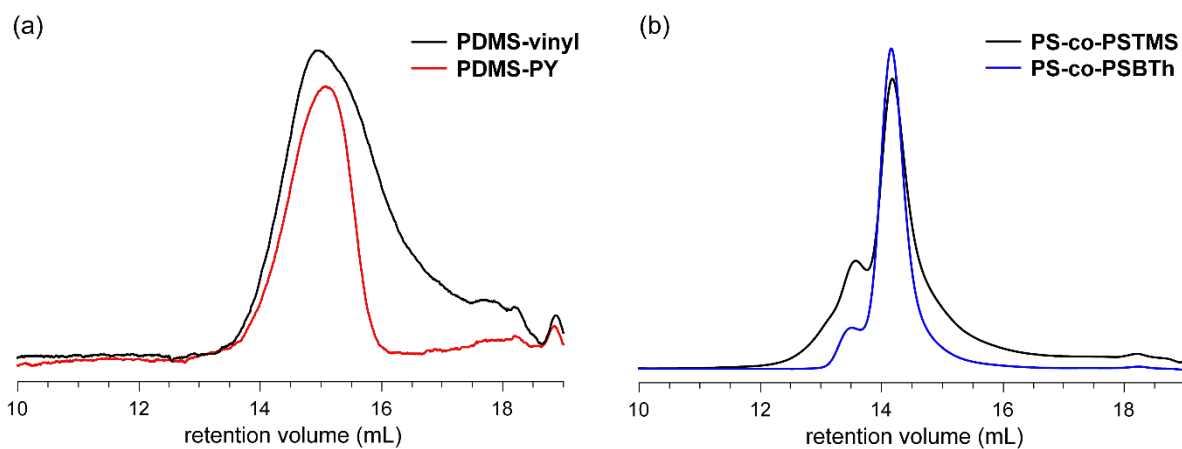 (a)
PDMS-vinyl
PDMS-PY
10 12 14 16 18
retention volume (mL)
(b)
PS-co-PSTMS
PS-co-PSBTh
10 12 14 16 18
retention volume (mL)